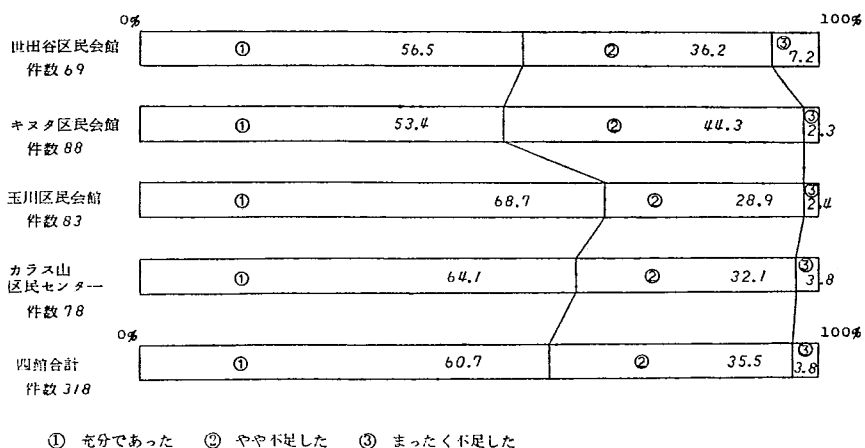 0% 100%
世田谷区民会館 ① 56.5 ② 36.2 ③ 7.2
件数 69
キヌタ区民会館 ① 53.4 ② 44.3 ③ 2.3
件数 88
玉川区民会館 ① 68.7 ② 28.9 ③ 2.4
件数 83
カラス山
区民センター ① 64.1 ② 32.1 ③ 3.8
件数 78
0% 100%
四館合計 ① 60.7 ② 35.5 ③ 3.8
件数 318
① 充分であった ② やや不足した ③ まったく不足した